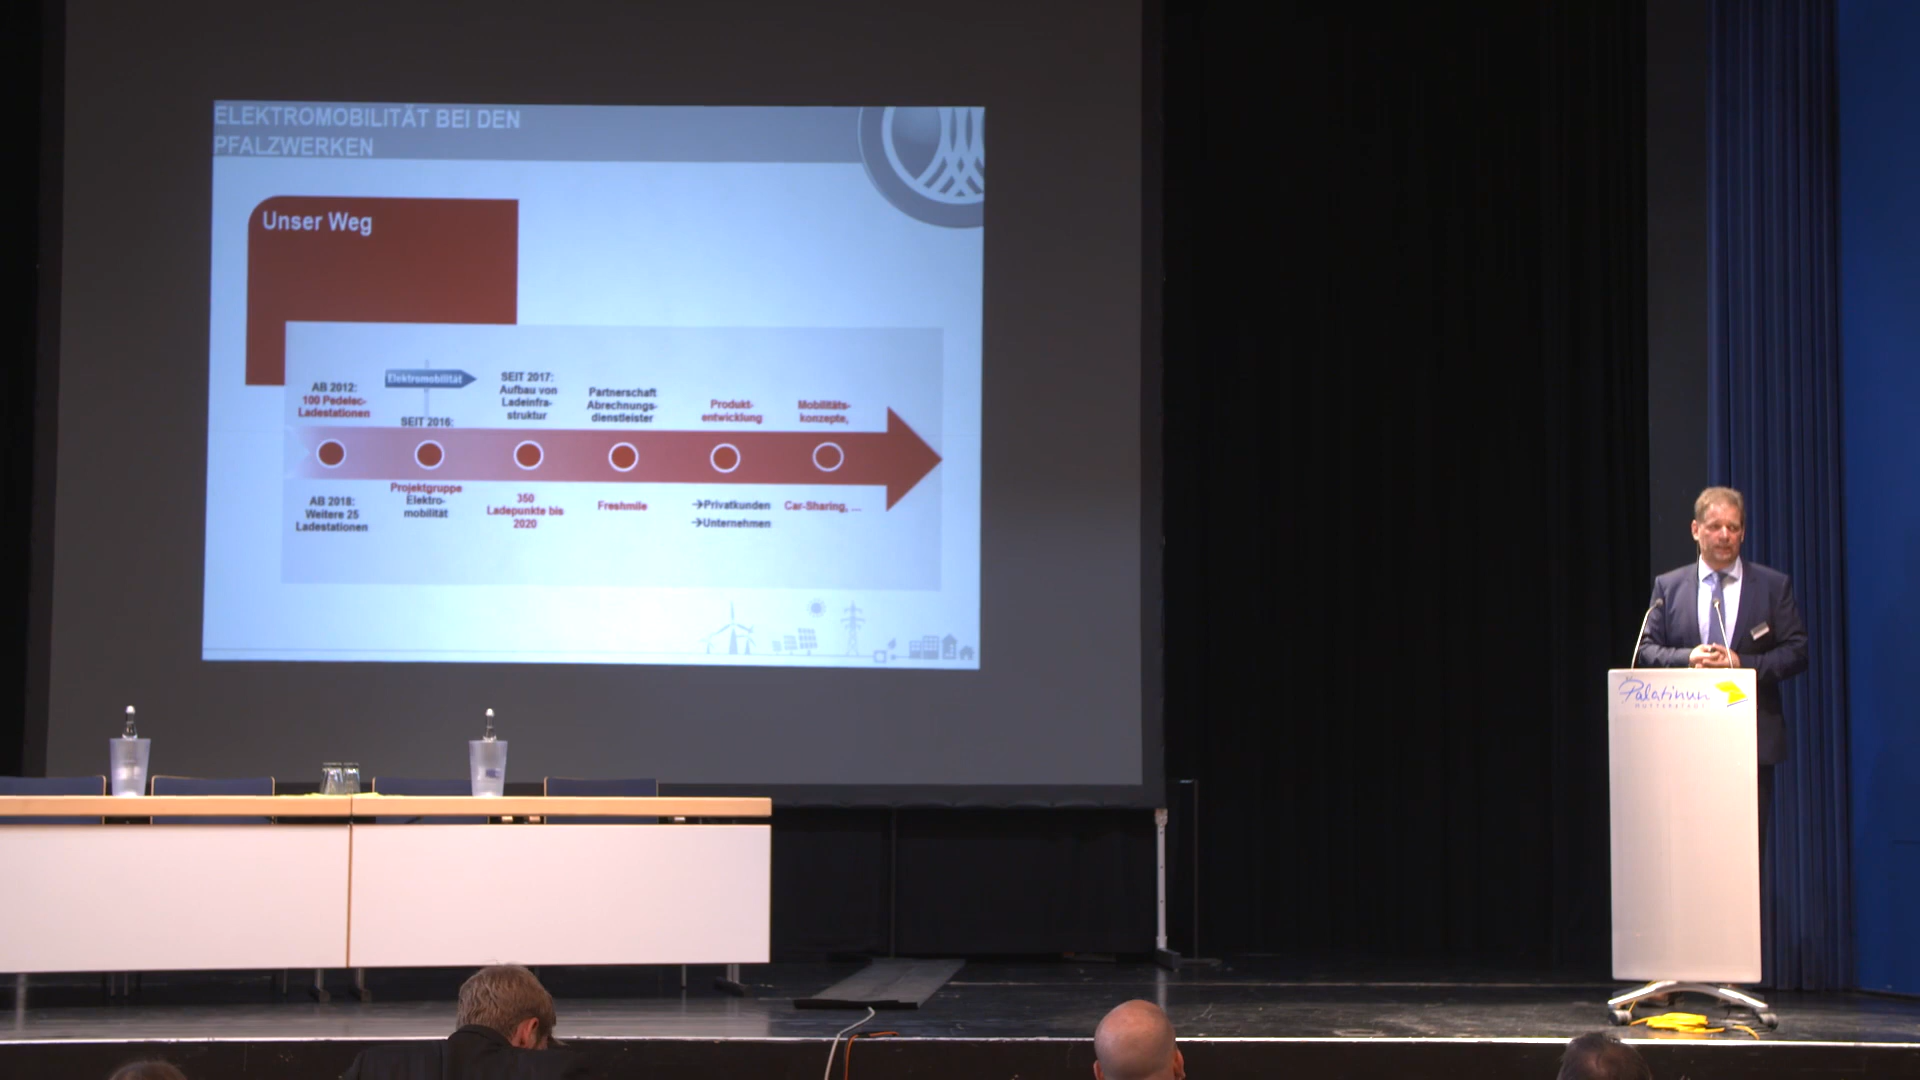 ELEKTROMOBILITÄT BEI DEN
PFALZWERKEN
Unser Weg
AB 2012:
100 Pedelec-
Ladestationen
AB 2018:
Weitere 25
Ladestationen
Elektromobilität
SEIT 2016:
Projektgruppe
Elektro-
mobilität
SEIT 2017:
Aufbau von
Ladeinfra-
struktur
350
Ladepunkte bis
2020
Partnerschaft
Abrechnungs-
dienstleister
Freshmile
Produkt-
entwicklung
→Privatkunden
→Unternehmen
Mobilitäts-
konzepte,
Car-Sharing, ...
Palatinum
MUTTERSTADT